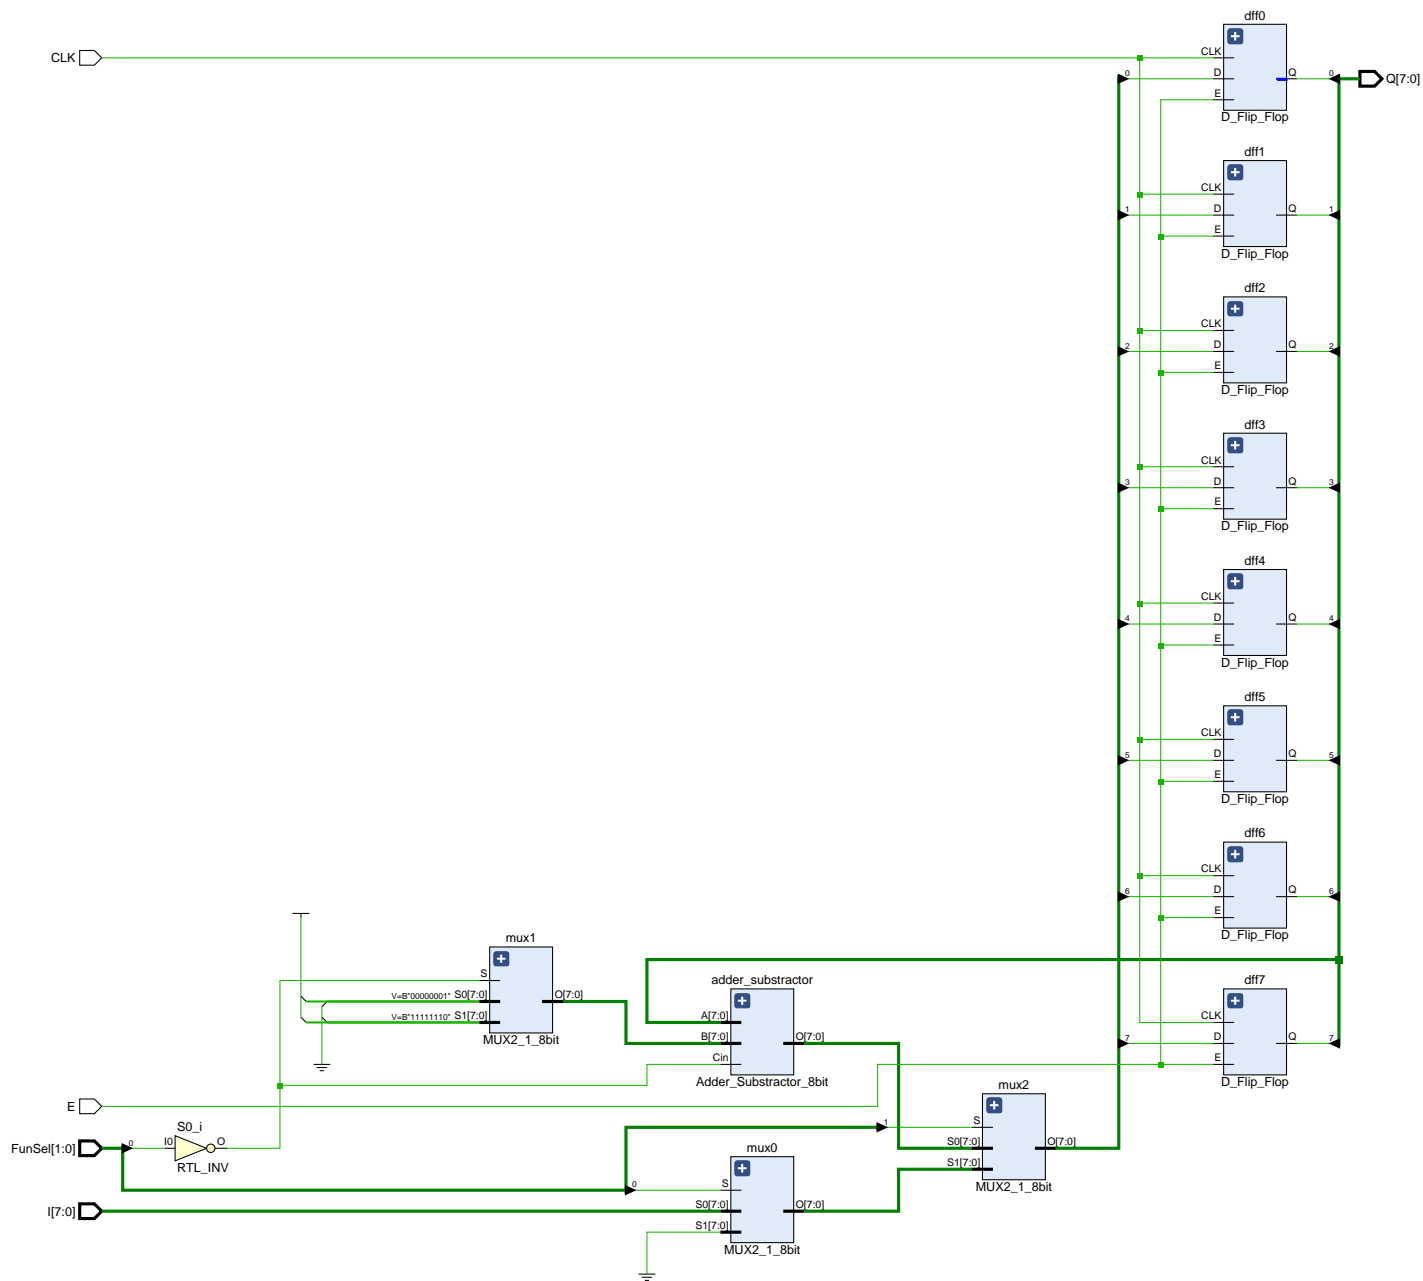 dff0
CLK
CLK
D
E
Q
0
0
Q[7:0]
D_Flip_Flop
dff1
CLK
D
E
Q
1
1
D_Flip_Flop
dff2
CLK
D
E
Q
2
2
D_Flip_Flop
dff3
CLK
D
E
Q
3
3
D_Flip_Flop
dff4
CLK
D
E
Q
4
4
D_Flip_Flop
dff5
CLK
D
E
Q
5
5
D_Flip_Flop
dff6
CLK
D
E
Q
6
6
D_Flip_Flop
mux1
S
V=B"00000001" S0[7:0]
V=B"11111110" S1[7:0]
O[7:0]
MUX2_1_8bit
adder_substractor
A[7:0]
B[7:0]
Cin
O[7:0]
Adder_Substractor_8bit
dff7
CLK
D
E
Q
7
7
D_Flip_Flop
E
FunSel[1:0]
0
S0_i
I0
O
RTL_INV
mux2
1
S
S0[7:0]
S1[7:0]
O[7:0]
MUX2_1_8bit
I[7:0]
mux0
0
S
S0[7:0]
S1[7:0]
O[7:0]
MUX2_1_8bit